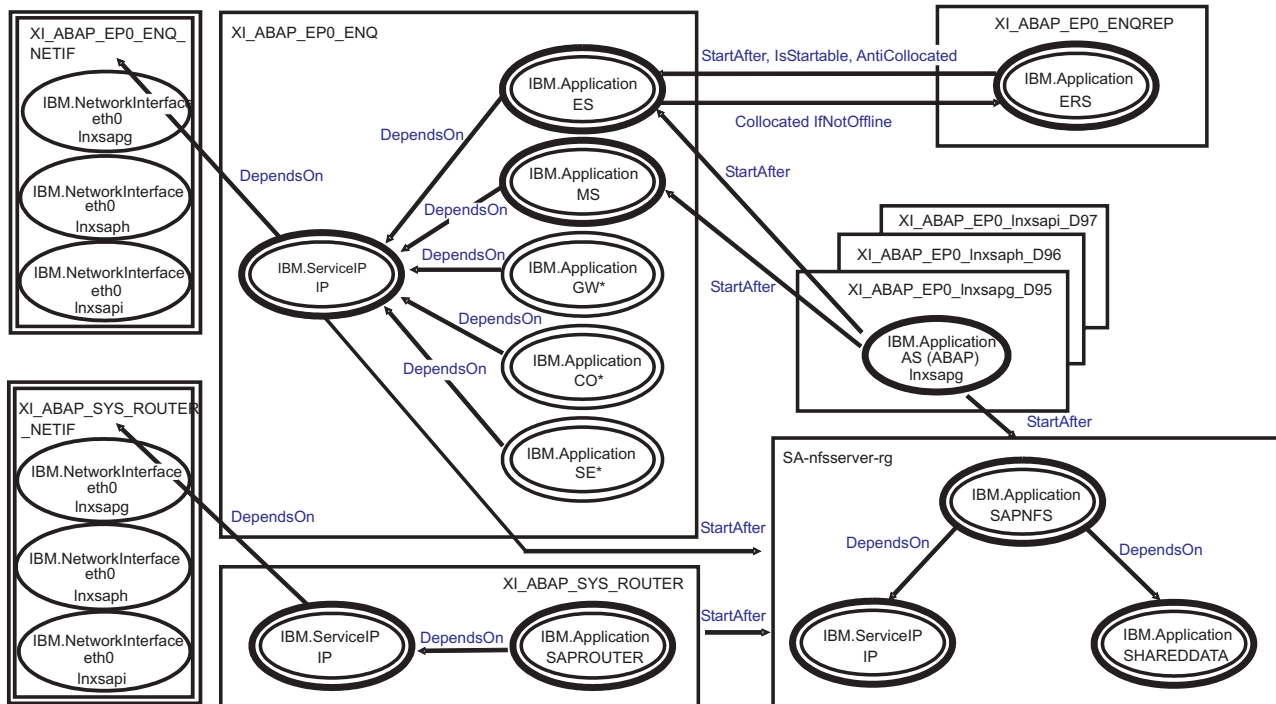 XI_ABAP_EP0_ENQ_
NETIF
IBM.NetworkInterface
eth0
lnxsapg
IBM.NetworkInterface
eth0
lnxsaph
IBM.NetworkInterface
eth0
lnxsapi
DependsOn
XI_ABAP_EP0_ENQ
IBM.Application
ES
DependsOn
IBM.Application
MS
DependsOn
IBM.ServiceIP
IP
DependsOn
IBM.Application
GW*
DependsOn
IBM.Application
CO*
DependsOn
IBM.Application
SE*
StartAfter, IsStartable, AntiCollocated
Collocated IfNotOffline
XI_ABAP_EP0_ENQREP
IBM.Application
ERS
StartAfter
StartAfter
XI_ABAP_EP0_lnxsapi_D97
XI_ABAP_EP0_lnxsaph_D96
XI_ABAP_EP0_lnxsapg_D95
IBM.Application
AS (ABAP)
lnxsapg
StartAfter
XI_ABAP_SYS_ROUTER
_NETIF
IBM.NetworkInterface
eth0
lnxsapg
IBM.NetworkInterface
eth0
lnxsaph
IBM.NetworkInterface
eth0
lnxsapi
DependsOn
StartAfter
XI_ABAP_SYS_ROUTER
IBM.ServiceIP
IP
DependsOn
IBM.Application
SAPROUTER
StartAfter
SA-nfsserver-rg
IBM.Application
SAPNFS
DependsOn
DependsOn
IBM.ServiceIP
IP
IBM.Application
SHAREDDATA